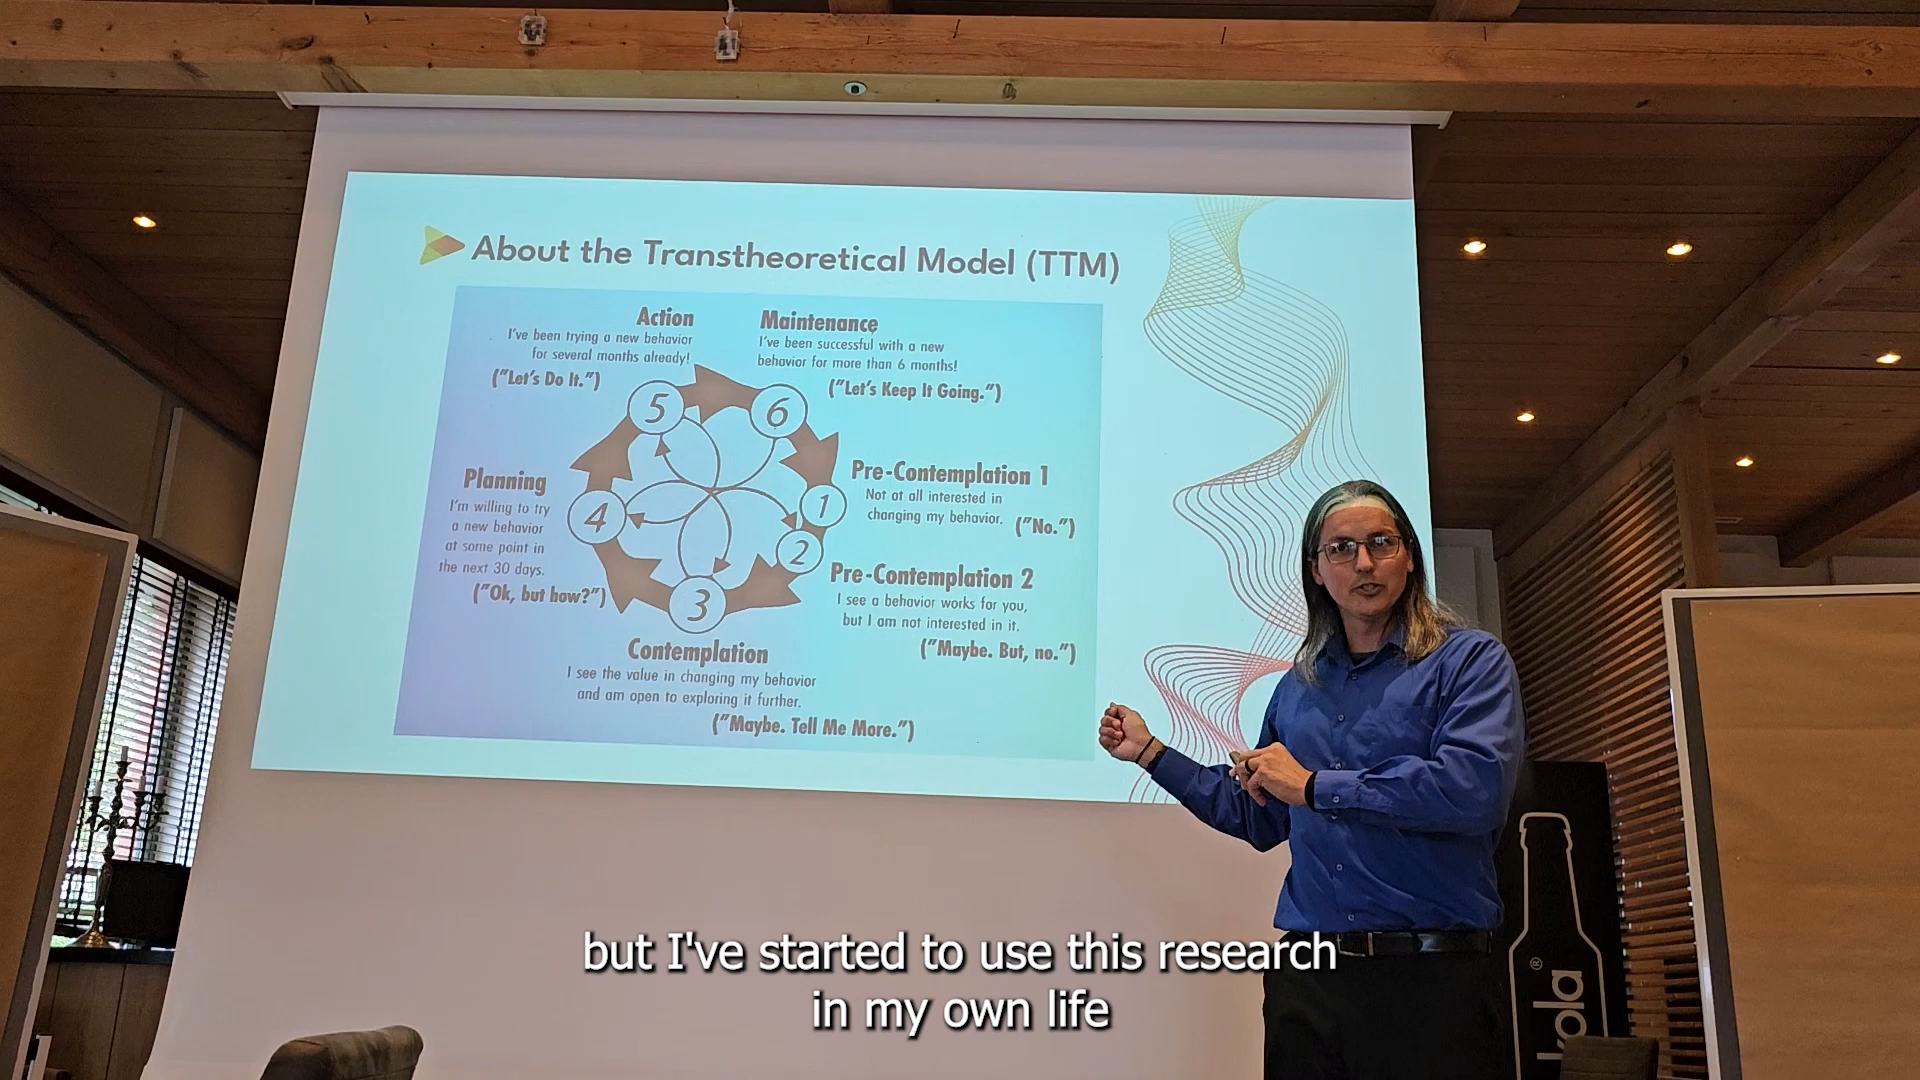 About the Transtheoretical Model (TTM)
Action
I've been trying a new behavior
for several months already!
("Let's Do It.")
Maintenance
I've been successful with a new
behavior for more than 6 months!
("Let's Keep It Going.")
5
6
Pre-Contemplation 1
Not at all interested in
changing my behavior. ("No.")
1
Planning
I'm willing to try
a new behavior
at some point in
the next 30 days.
("Ok, but how?")
4
2
Pre-Contemplation 2
I see a behavior works for you,
but I am not interested in it.
("Maybe. But, no.")
3
Contemplation
I see the value in changing my behavior
and am open to exploring it further.
("Maybe. Tell Me More.")
kola®
but I've started to use this research
in my own life